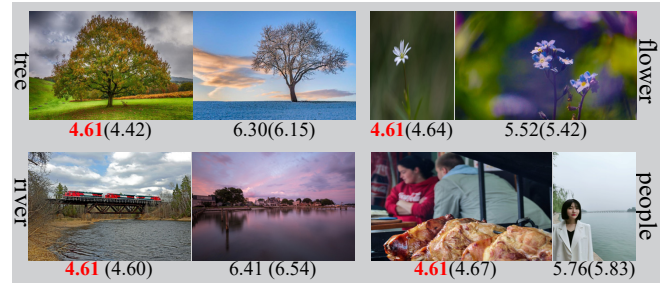 tree
4.61(4.42)
6.30(6.15)
4.61(4.64)
5.52(5.42)
flower
river
4.61 (4.60)
6.41 (6.54)
4.61(4.67)
5.76(5.83)
people